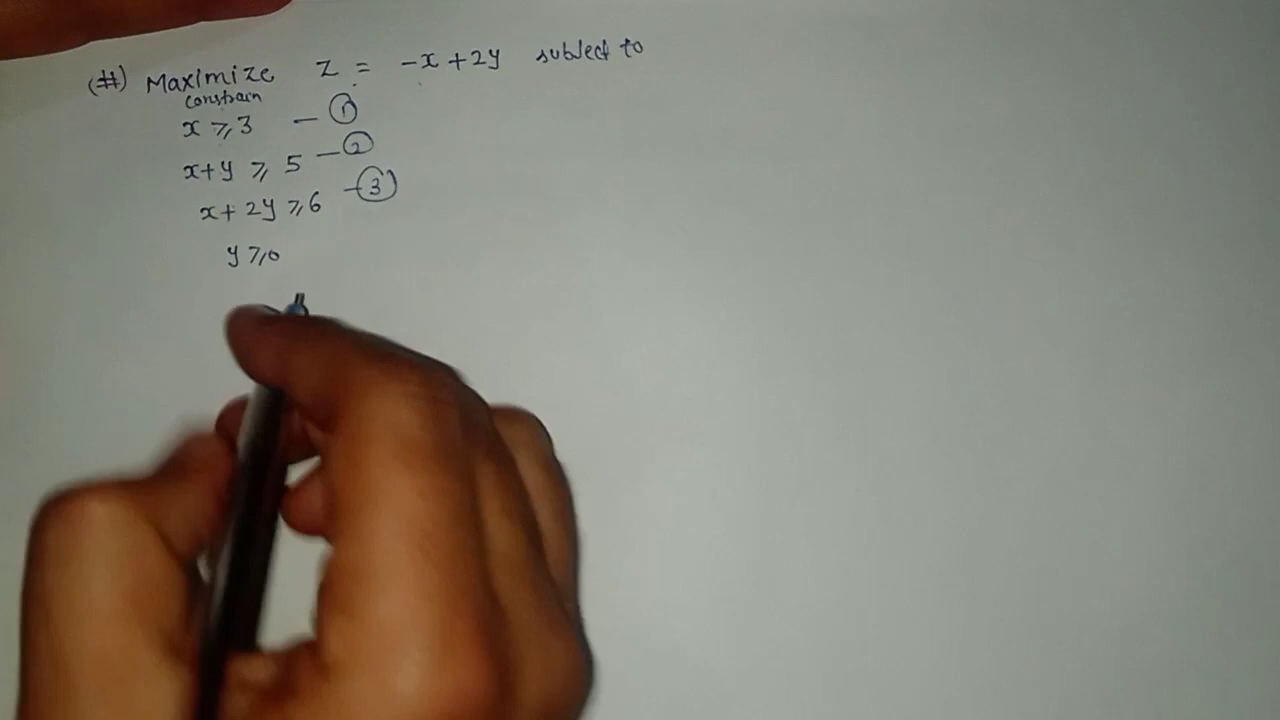 (#) Maximize Z = -x + 2y subject to
constrain
x ⩾ 3 - ①
x+y ⩾ 5 - ②
x + 2y ⩾ 6 - ③
y ⩾ 0